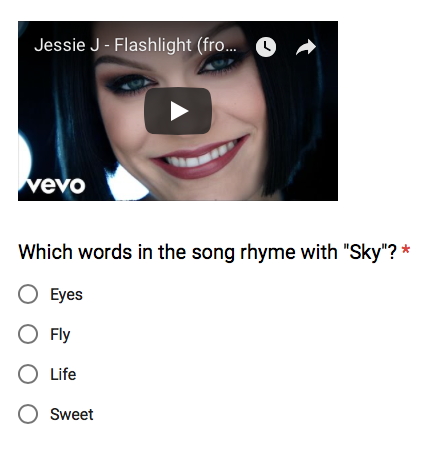 Jessie J - Flashlight (fro...
vevo
Which words in the song rhyme with "Sky"? *
Eyes
Fly
Life
Sweet